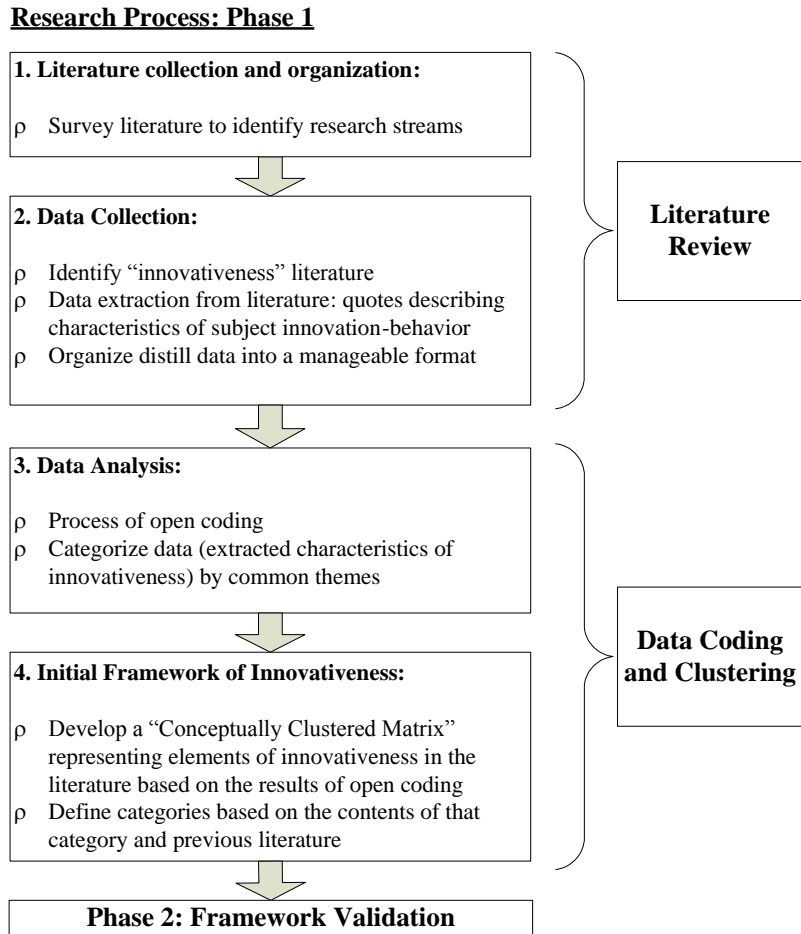 Research Process: Phase 1
1. Literature collection and organization:
ρ Survey literature to identify research streams
2. Data Collection:
ρ Identify “innovativeness” literature
ρ Data extraction from literature: quotes describing
characteristics of subject innovation-behavior
ρ Organize distill data into a manageable format
Literature
Review
3. Data Analysis:
ρ Process of open coding
ρ Categorize data (extracted characteristics of
innovativeness) by common themes
4. Initial Framework of Innovativeness:
ρ Develop a “Conceptually Clustered Matrix”
representing elements of innovativeness in the
literature based on the results of open coding
ρ Define categories based on the contents of that
category and previous literature
Data Coding
and Clustering
Phase 2: Framework Validation